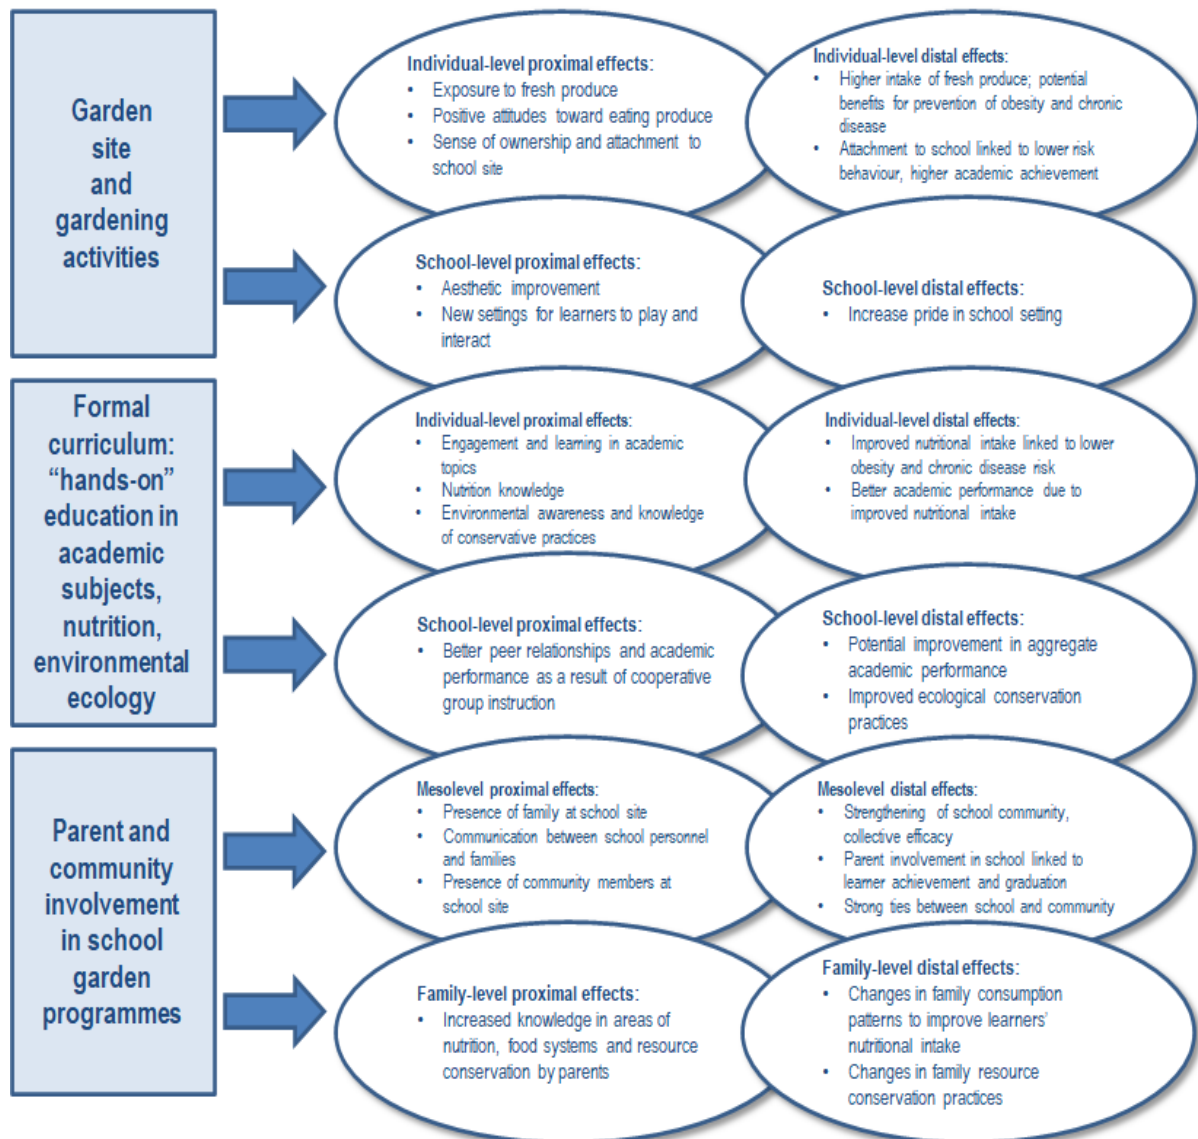 Garden
site
and
gardening
activities
Individual-level proximal effects:
• Exposure to fresh produce
• Positive attitudes toward eating produce
• Sense of ownership and attachment to
school site
Individual-level distal effects:
• Higher intake of fresh produce; potential
benefits for prevention of obesity and chronic
disease
• Attachment to school linked to lower risk
behaviour, higher academic achievement
School-level proximal effects:
• Aesthetic improvement
• New settings for learners to play and
interact
School-level distal effects:
• Increase pride in school setting
Formal
curriculum:
“hands-on”
education in
academic
subjects,
nutrition,
environmental
ecology
Individual-level proximal effects:
• Engagement and learning in academic
topics
• Nutrition knowledge
• Environmental awareness and knowledge
of conservative practices
Individual-level distal effects:
• Improved nutritional intake linked to lower
obesity and chronic disease risk
• Better academic performance due to
improved nutritional intake
School-level proximal effects:
• Better peer relationships and academic
performance as a result of cooperative
group instruction
School-level distal effects:
• Potential improvement in aggregate
academic performance
• Improved ecological conservation
practices
Parent and
community
involvement
in school
garden
programmes
Mesolevel proximal effects:
• Presence of family at school site
• Communication between school personnel
and families
• Presence of community members at
school site
Mesolevel distal effects:
• Strengthening of school community,
collective efficacy
• Parent involvement in school linked to
learner achievement and graduation
• Strong ties between school and community
Family-level proximal effects:
• Increased knowledge in areas of
nutrition, food systems and resource
conservation by parents
Family-level distal effects:
• Changes in family consumption
patterns to improve learners’
nutritional intake
• Changes in family resource
conservation practices